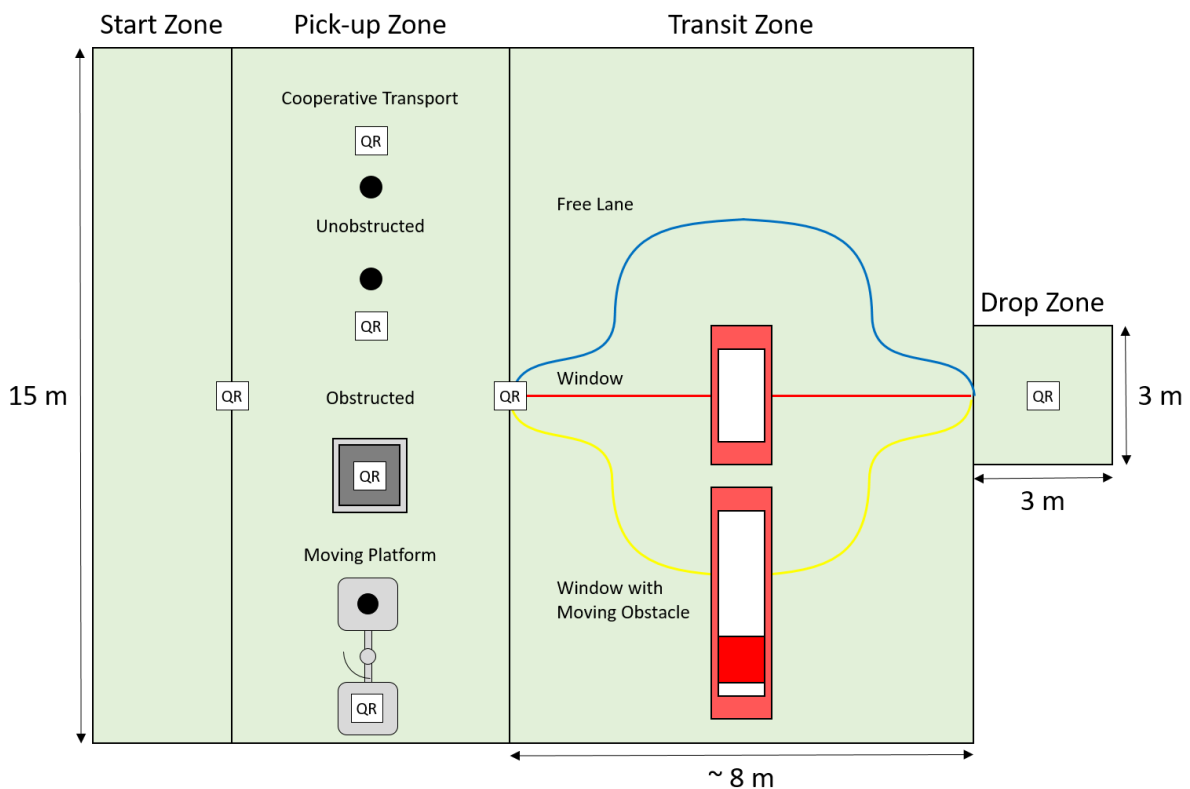 Start Zone
Pick-up Zone
Transit Zone
Cooperative Transport
QR
Unobstructed
QR
Obstructed
QR
Moving Platform
QR
QR
QR
Free Lane
Window
Window with
Moving Obstacle
Drop Zone
QR
15 m
3 m
3 m
~ 8 m